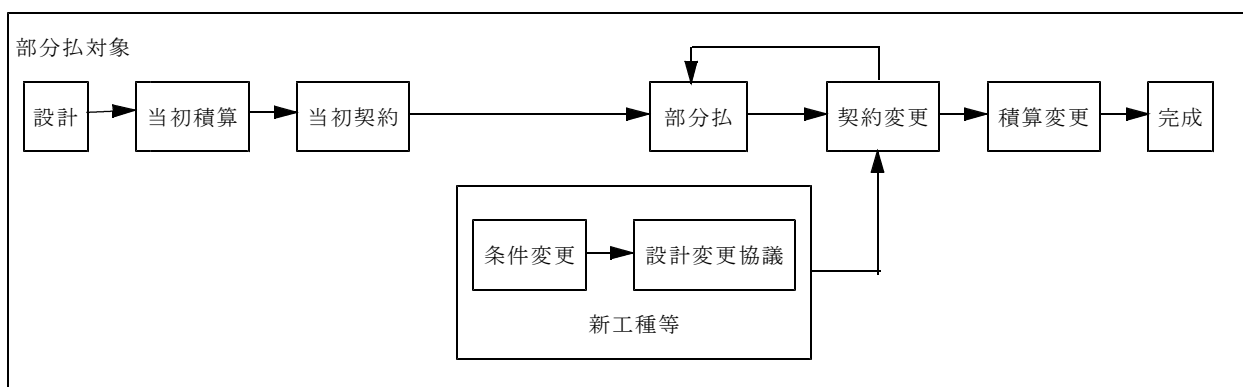 部分払対象
設計
当初積算
当初契約
部分払
契約変更
積算変更
完成
条件変更
設計変更協議
新工種等